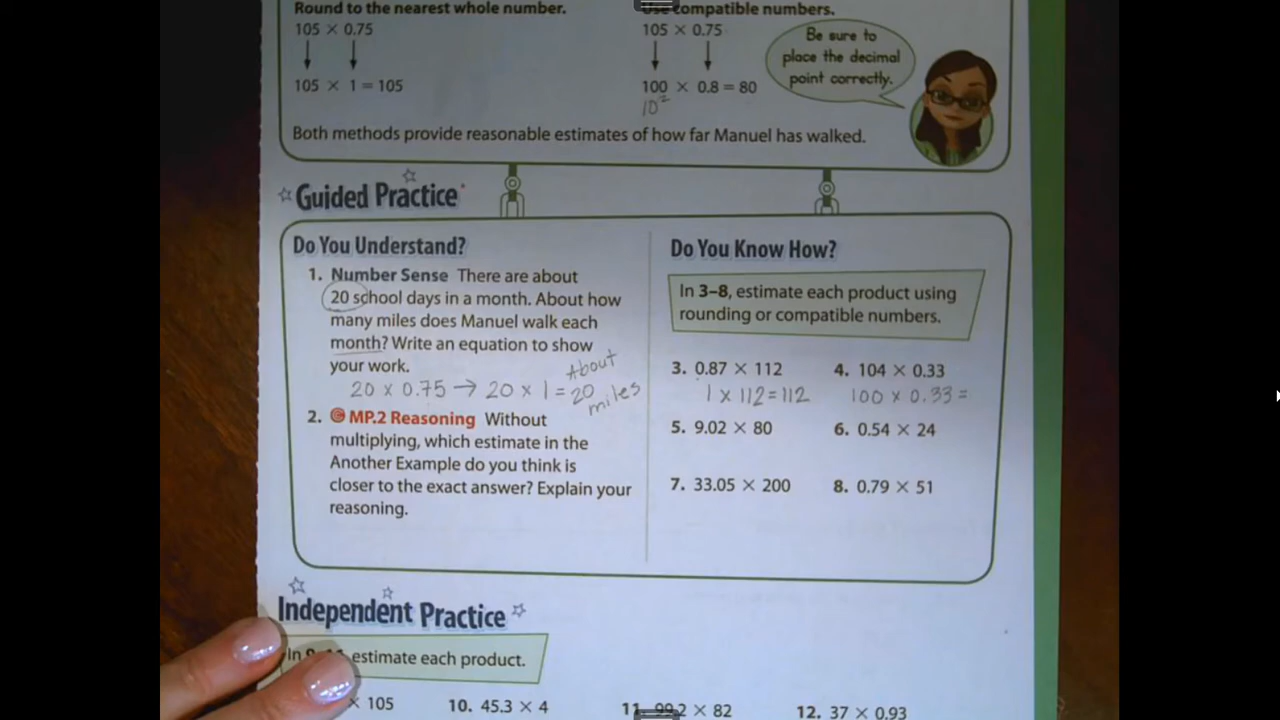 Round to the nearest whole number.
105 × 0.75
105 × 1 = 105
Use compatible numbers.
105 × 0.75
100 × 0.8 = 80
10²
Be sure to
place the decimal
point correctly.
Both methods provide reasonable estimates of how far Manuel has walked.
Guided Practice
Do You Understand?
1. Number Sense There are about
20 school days in a month. About how
many miles does Manuel walk each
month? Write an equation to show
your work.
20 × 0.75 → 20 × 1 = 20
About
miles
2. MP.2 Reasoning Without
multiplying, which estimate in the
Another Example do you think is
closer to the exact answer? Explain your
reasoning.
Do You Know How?
In 3–8, estimate each product using
rounding or compatible numbers.
3. 0.87 × 112
1 × 112 = 112
4. 104 × 0.33
100 × 0.33 =
5. 9.02 × 80
6. 0.54 × 24
7. 33.05 × 200
8. 0.79 × 51
Independent Practice
In estimate each product.
× 105
10. 45.3 × 4
11. 99.2 × 82
12. 37 × 0.93